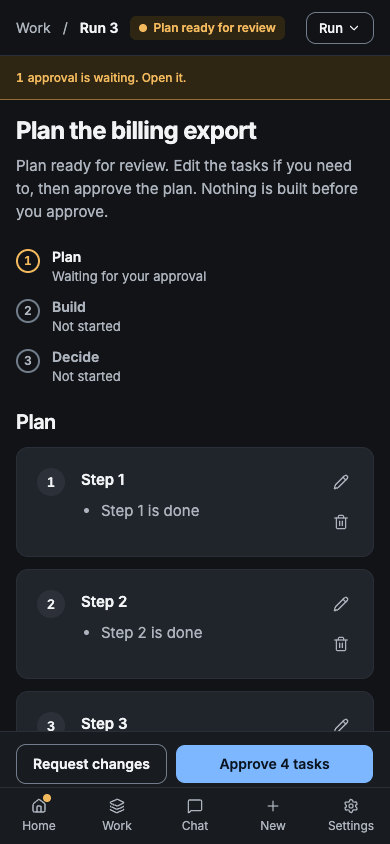 Work / Run 3 Plan ready for review Run
1 approval is waiting. Open it.
Plan the billing export
Plan ready for review. Edit the tasks if you need
to, then approve the plan. Nothing is built before
you approve.
1 Plan
Waiting for your approval
2 Build
Not started
3 Decide
Not started
Plan
1 Step 1
• Step 1 is done
2 Step 2
• Step 2 is done
3 Step 3
Request changes Approve 4 tasks
Home Work Chat New Settings